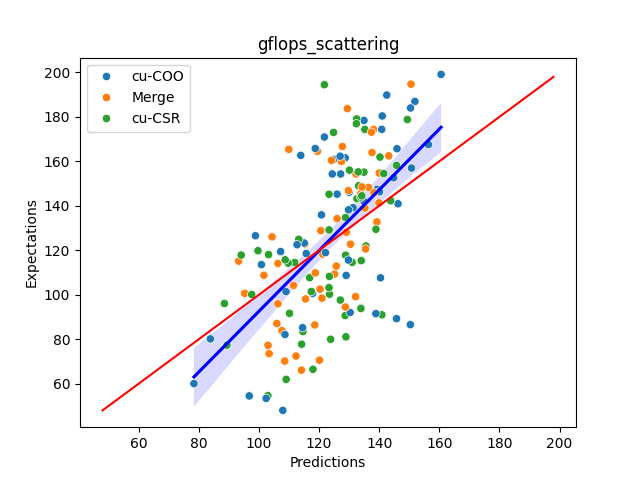 gflops_scattering
cu-COO
Merge
cu-CSR
200
180
160
140
120
100
80
60
Expectations
60 80 100 120 140 160 180 200
Predictions